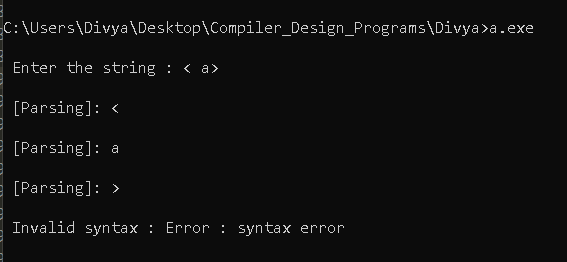 C:\Users\Divya\Desktop\Compiler_Design_Programs\Divya>a.exe
Enter the string : < a>
[Parsing]: <
[Parsing]: a
[Parsing]: >
Invalid syntax : Error : syntax error